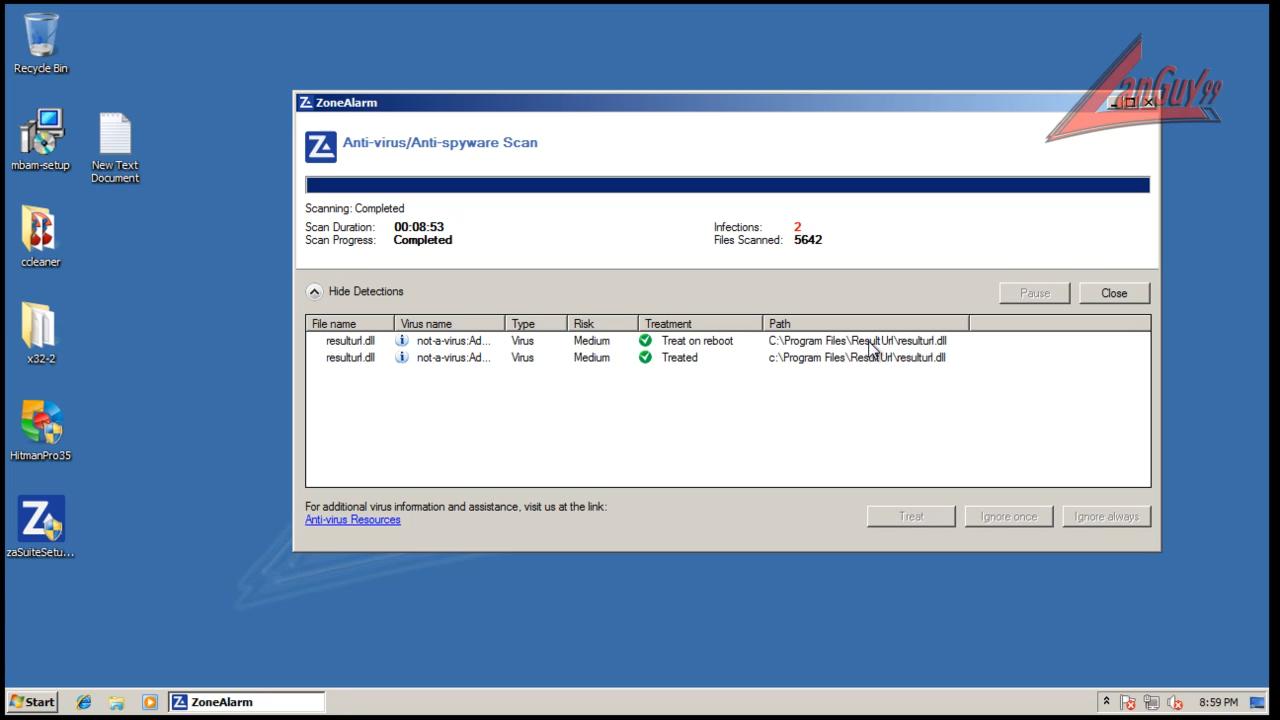 Recycle Bin
mbam-setup
New Text
Document
ccleaner
x32-2
HitmanPro35
zaSuiteSetu...
LanGuy99
ZoneAlarm
Anti-virus/Anti-spyware Scan
Scanning: Completed
Scan Duration: 00:08:53 Infections: 2
Scan Progress: Completed Files Scanned: 5642
Hide Detections
Pause Close
File name Virus name Type Risk Treatment Path
resulturl.dll not-a-virus:Ad... Virus Medium Treat on reboot C:\Program Files\ResultUrl\resulturl.dll
resulturl.dll not-a-virus:Ad... Virus Medium Treated c:\Program Files\ResultUrl\resulturl.dll
For additional virus information and assistance, visit us at the link:
Anti-virus Resources
Treat Ignore once Ignore always
Start ZoneAlarm 8:59 PM